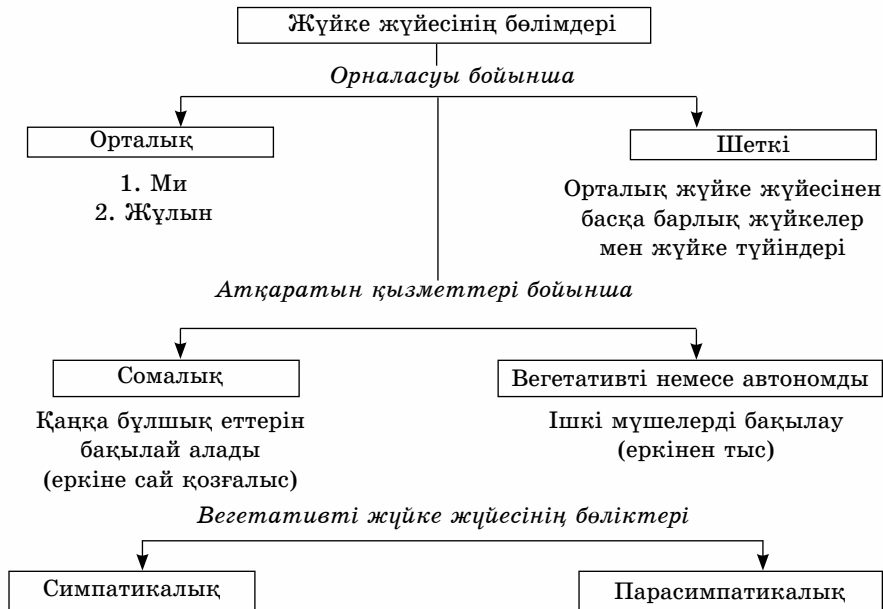 Жүйке жүйесінің бөлімдері
Орналасуы бойынша
Орталық
1. Ми
2. Жұлын
Шеткі
Орталық жүйке жүйесінен
басқа барлық жүйкелер
мен жүйке түйіндері
Атқаратын қызметтері бойынша
Сомалық
Қаңқа бұлшық еттерін
бақылай алады
(еркіне сай қозғалыс)
Вегетативті немесе автономды
Ішкі мүшелерді бақылау
(еркінен тыс)
Вегетативті жүйке жүйесінің бөліктері
Симпатикалық
Парасимпатикалық